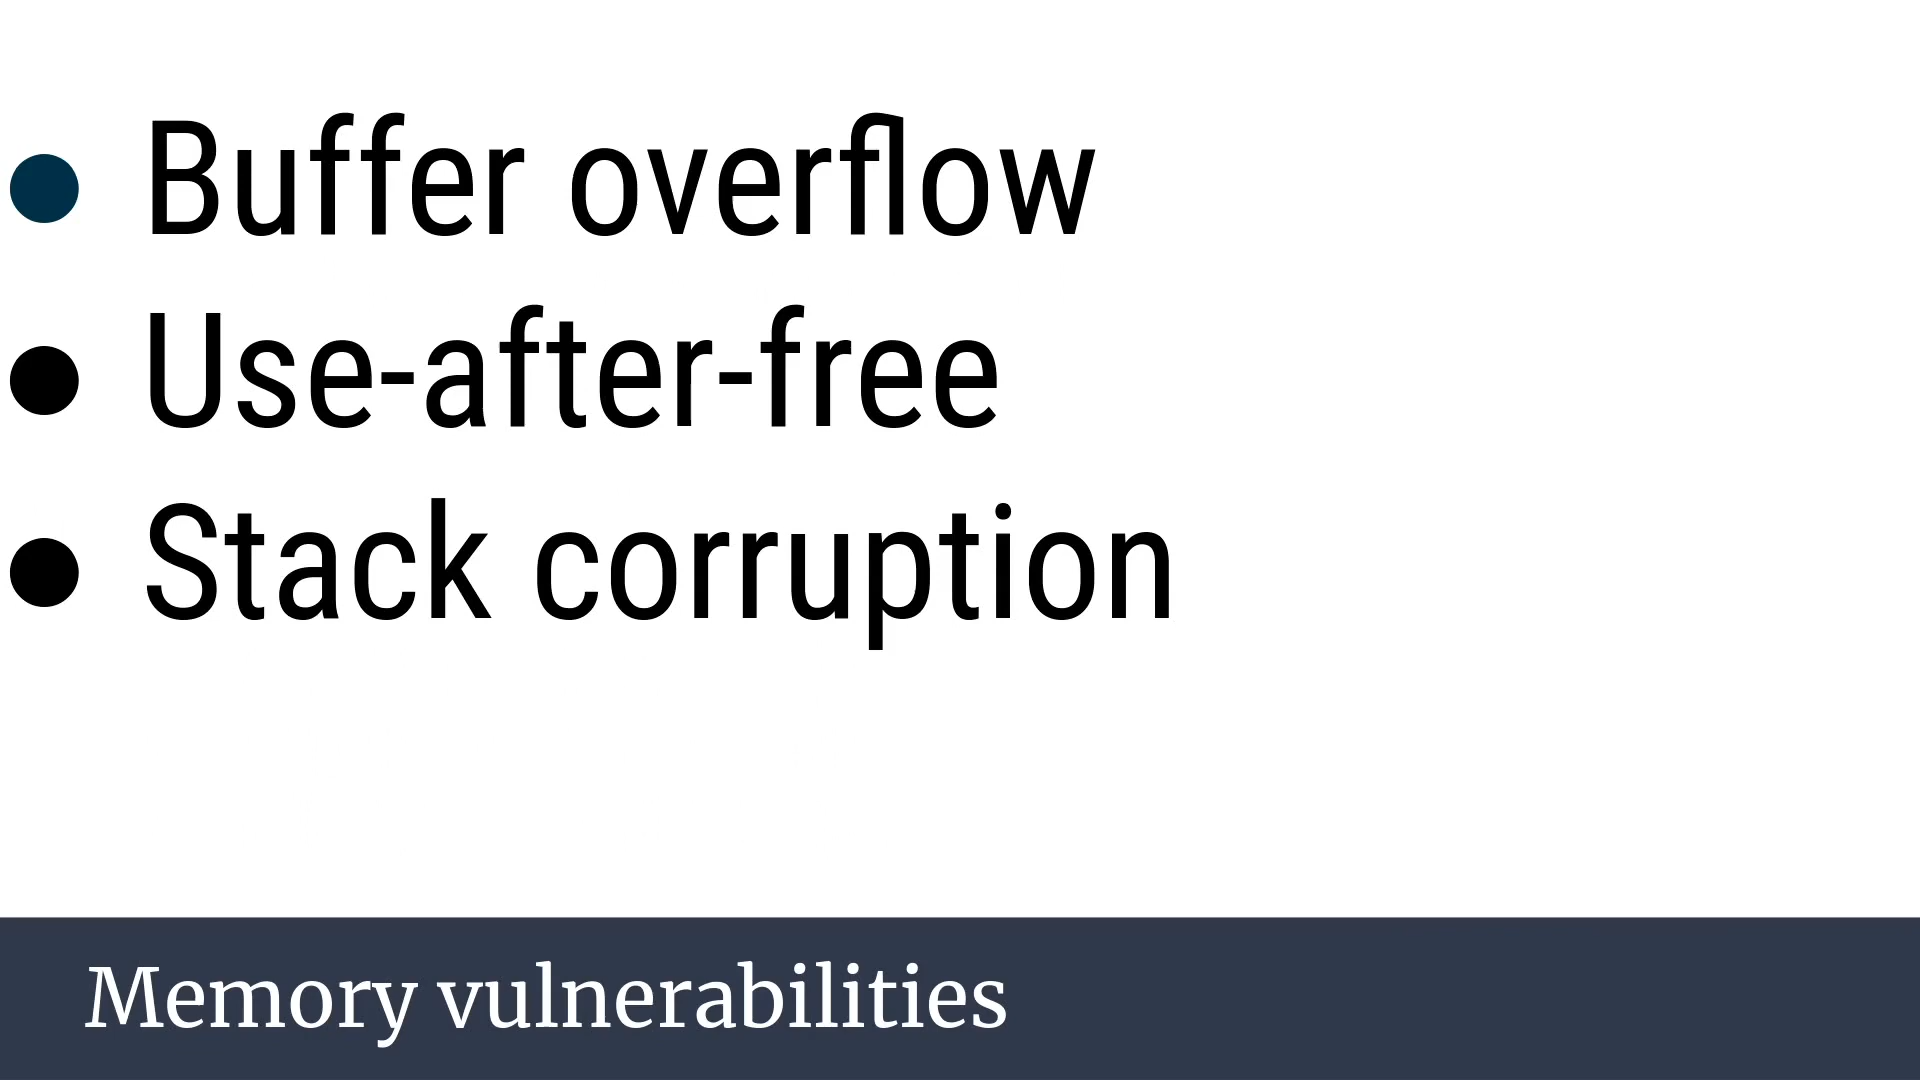 ● Buffer overflow
● Use-after-free
● Stack corruption
Memory vulnerabilities